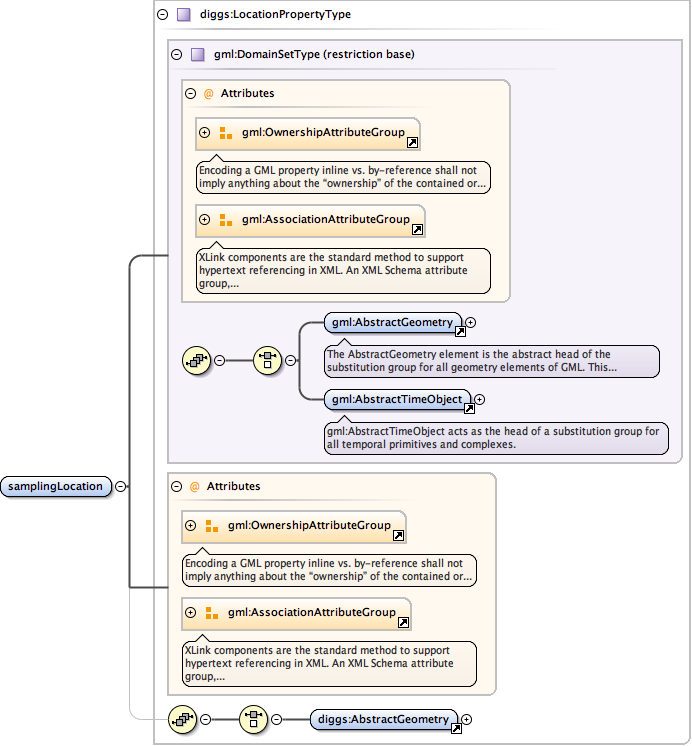 diggs:LocationPropertyType
gml:DomainSetType (restriction base)
@ Attributes
gml:OwnershipAttributeGroup
Encoding a GML property inline vs. by-reference shall not
imply anything about the “ownership” of the contained or...
gml:AssociationAttributeGroup
XLink components are the standard method to support
hypertext referencing in XML. An XML Schema attribute
group,...
gml:AbstractGeometry
The AbstractGeometry element is the abstract head of the
substitution group for all geometry elements of GML. This...
gml:AbstractTimeObject
gml:AbstractTimeObject acts as the head of a substitution group for
all temporal primitives and complexes.
samplingLocation
@ Attributes
gml:OwnershipAttributeGroup
Encoding a GML property inline vs. by-reference shall not
imply anything about the “ownership” of the contained or...
gml:AssociationAttributeGroup
XLink components are the standard method to support
hypertext referencing in XML. An XML Schema attribute
group,...
diggs:AbstractGeometry